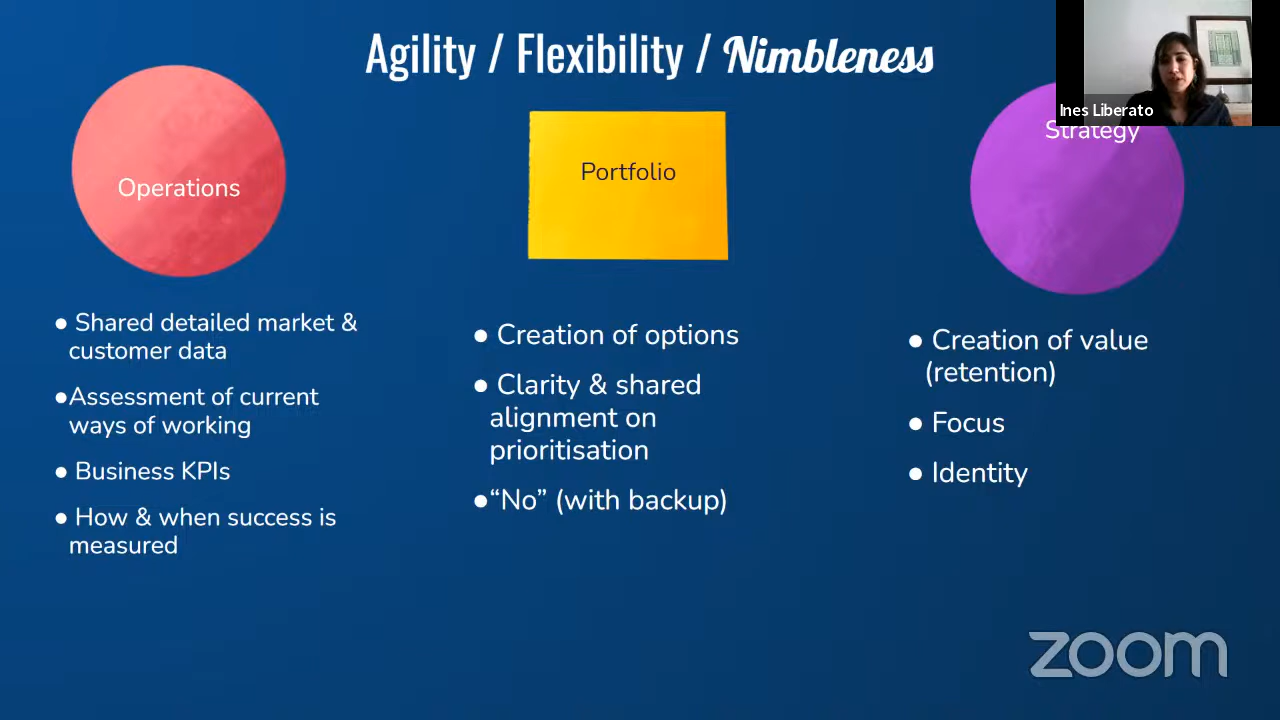 Agility / Flexibility / Nimbleness
Ines Liberato
Operations
Portfolio
Strategy
● Shared detailed market &
customer data
●Assessment of current
ways of working
● Business KPIs
● How & when success is
measured
● Creation of options
● Clarity & shared
alignment on
prioritisation
●“No” (with backup)
● Creation of value
(retention)
● Focus
● Identity
zoom